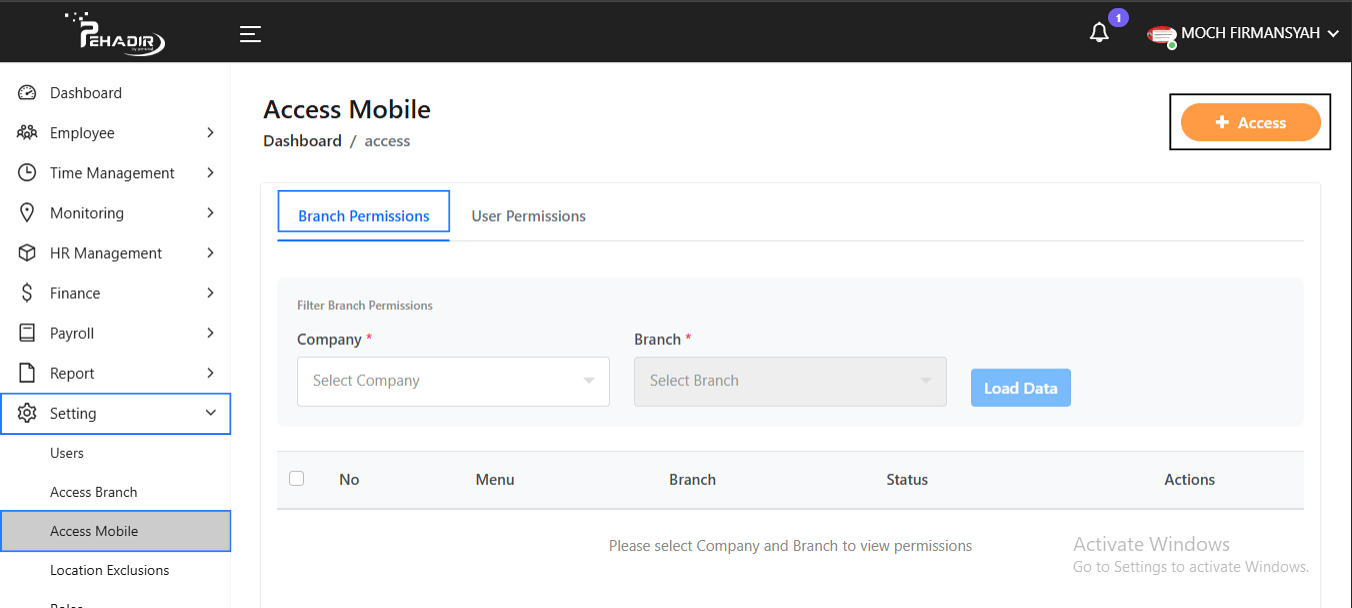 PEHADIR
1
MOCH FIRMANSYAH
Dashboard
Employee
Time Management
Monitoring
HR Management
Finance
Payroll
Report
Setting
Users
Access Branch
Access Mobile
Location Exclusions
Access Mobile
Dashboard / access
+ Access
Branch Permissions User Permissions
Filter Branch Permissions
Company * Branch *
Select Company Select Branch Load Data
No Menu Branch Status Actions
Please select Company and Branch to view permissions
Activate Windows
Go to Settings to activate Windows.